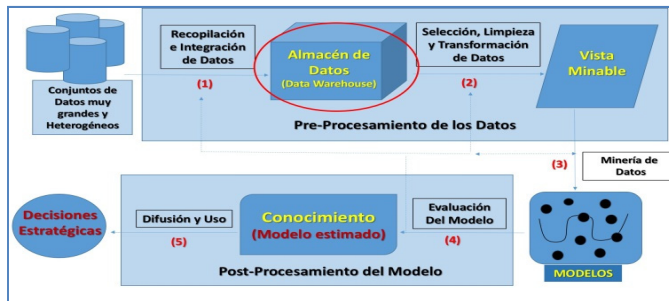 Conjuntos de
Datos muy
grandes y
Heterogéneos
Recopilación
e Integración
de Datos
(1)
Almacén de
Datos
(Data Warehouse)
Selección, Limpieza
y Transformación
de Datos
(2)
Vista
Minable
Pre-Procesamiento de los Datos
(3)
Minería de
Datos
MODELOS
Evaluación
Del Modelo
(4)
Conocimiento
(Modelo estimado)
Difusión y Uso
(5)
Decisiones
Estratégicas
Post-Procesamiento del Modelo